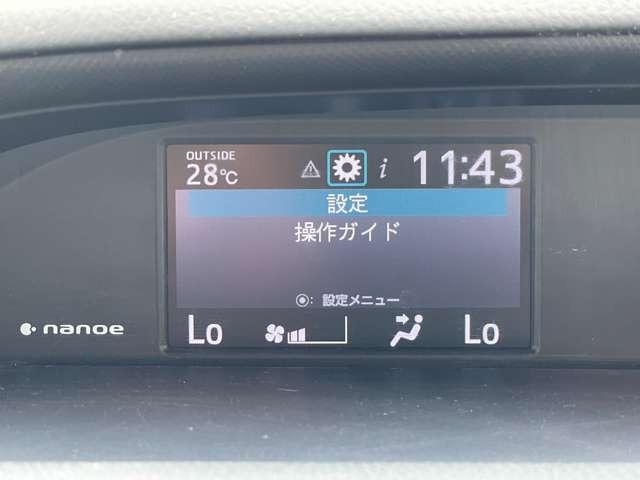 OUTSIDE
28℃
i
11:43
設定
操作ガイド
◉: 設定メニュー
nanoe
Lo
Lo